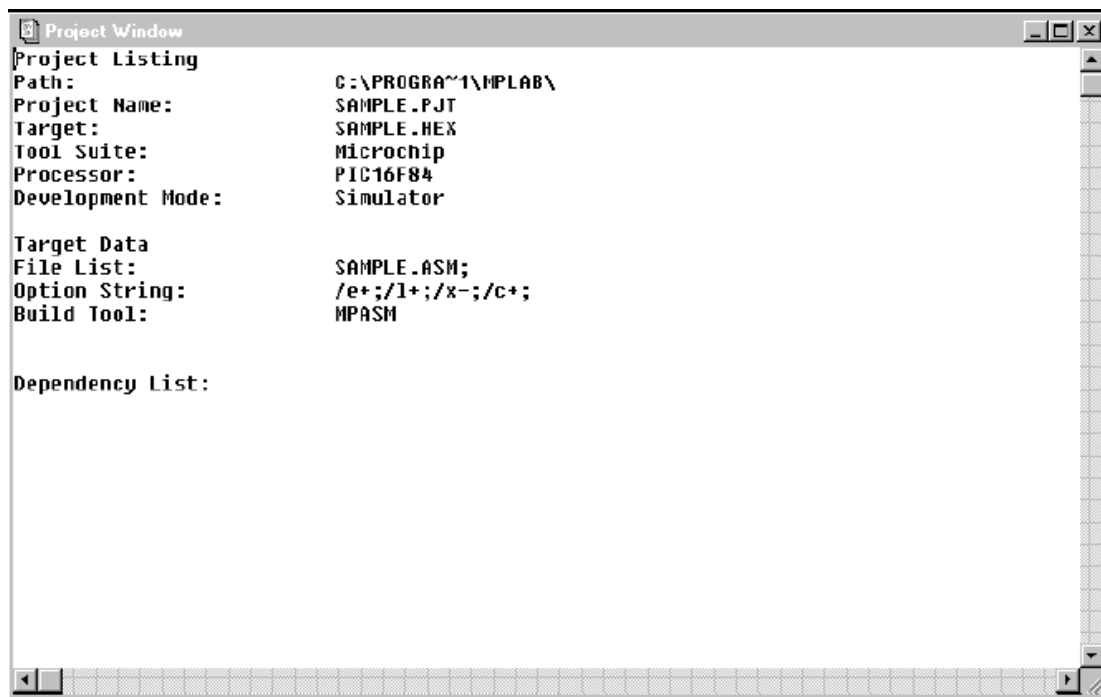 Project Window
Project Listing
Path: C:\PROGRA~1\MPLAB\
Project Name: SAMPLE.PJT
Target: SAMPLE.HEX
Tool Suite: Microchip
Processor: PIC16F84
Development Mode: Simulator
Target Data
File List: SAMPLE.ASM;
Option String: /e+;/l+;/x-;/c+;
Build Tool: MPASM
Dependency List: